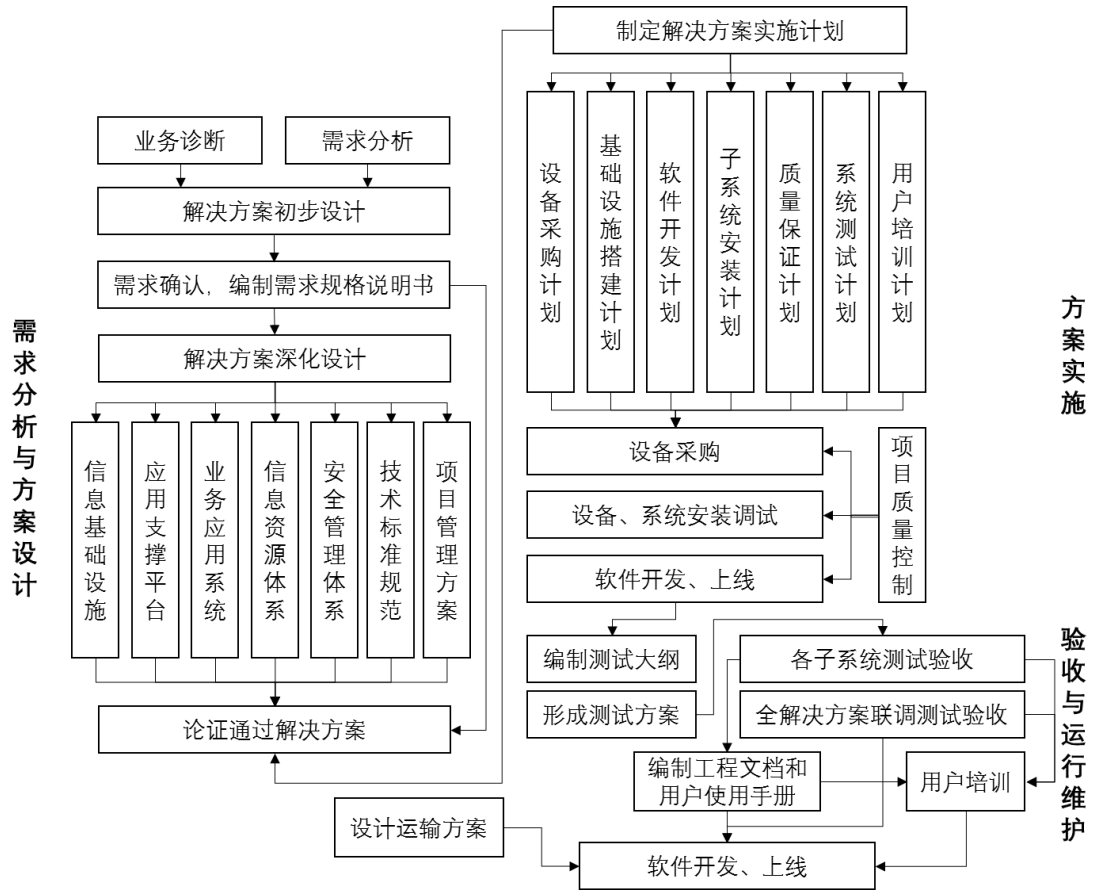 需求分析与方案设计
业务诊断
需求分析
解决方案初步设计
需求确认，编制需求规格说明书
解决方案深化设计
信息基础设施
应用支撑平台
业务应用系统
信息资源体系
安全管理体系
技术标准规范
项目管理方案
论证通过解决方案
制定解决方案实施计划
设备采购计划
基础设施搭建计划
软件开发计划
子系统安装计划
质量保证计划
系统测试计划
用户培训计划
方案实施
设备采购
设备、系统安装调试
软件开发、上线
项目质量控制
编制测试大纲
各子系统测试验收
形成测试方案
全解决方案联调测试验收
验收与运行维护
编制工程文档和
用户使用手册
用户培训
设计运输方案
软件开发、上线